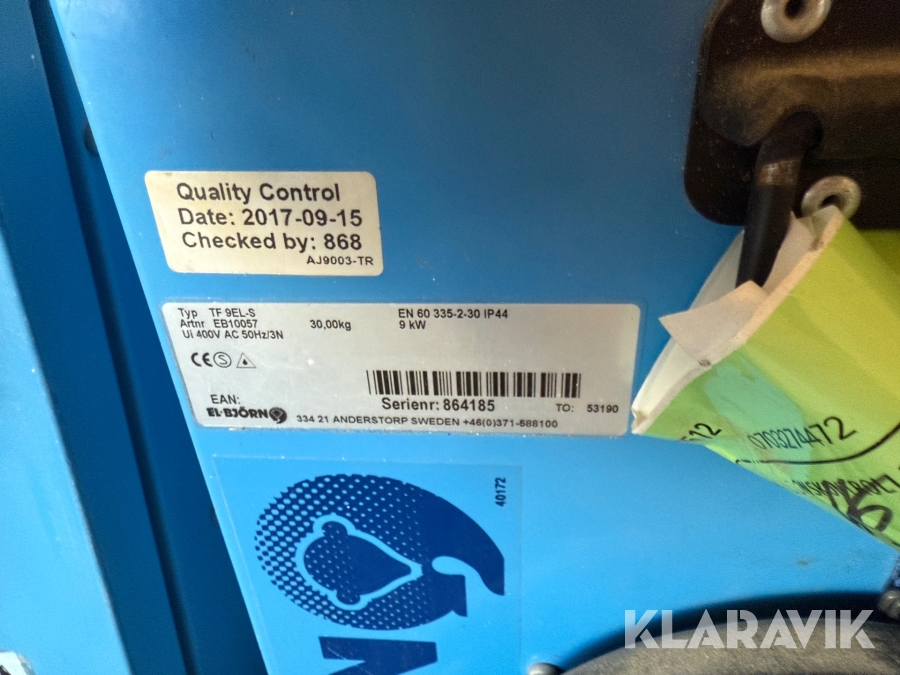 Quality Control
Date: 2017-09-15
Checked by: 868
AJ9003-TR
Typ TF 9EL-S EN 60 335-2-30 IP44
Artnr EB10057 30,00kg 9 kW
Ui 400V AC 50Hz/3N
CE S
EAN:
EL-BJÖRN
Serienr: 864185 TO: 53190
334 21 ANDERSTORP SWEDEN +46(0)371-588100
40172
N
KLARAVIK